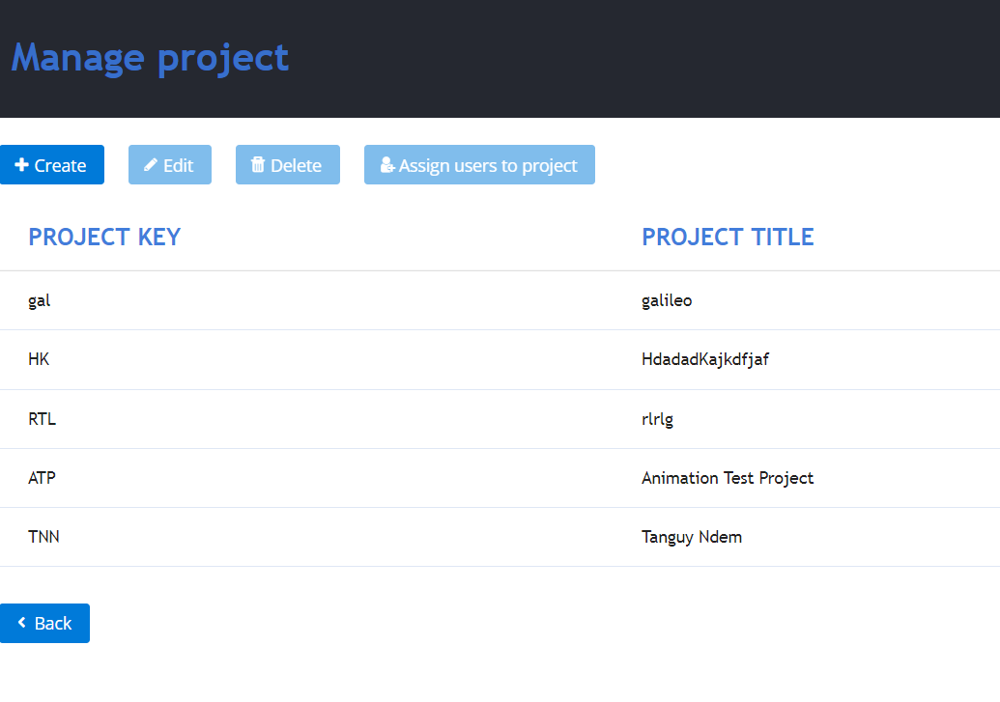 Manage project
Create Edit Delete Assign users to project
PROJECT KEY PROJECT TITLE
gal galileo
HK HdadadKajkdfjaf
RTL rlrlg
ATP Animation Test Project
TNN Tanguy Ndem
Back